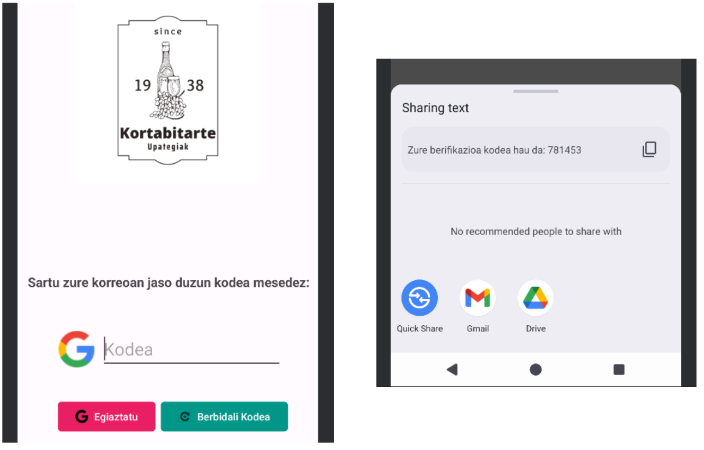 since
19 38
Kortabitarte
Upategiak
Sartu zure korreoan jaso duzun kodea mesedez:
Kodea
Egiaztatu
Berbidali Kodea
Sharing text
Zure berifikazioa kodea hau da: 781453
No recommended people to share with
Quick Share
Gmail
Drive